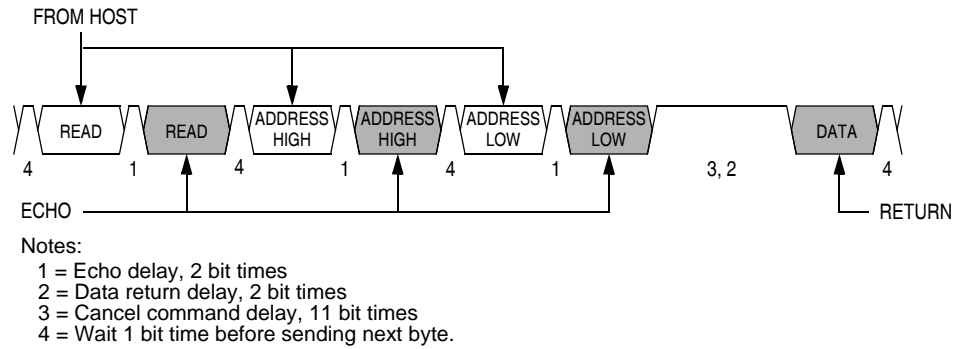 FROM HOST
READ
READ
ADDRESS
HIGH
ADDRESS
HIGH
ADDRESS
LOW
ADDRESS
LOW
DATA
4
1
4
1
4
1
3, 2
4
ECHO
RETURN
Notes:
1 = Echo delay, 2 bit times
2 = Data return delay, 2 bit times
3 = Cancel command delay, 11 bit times
4 = Wait 1 bit time before sending next byte.